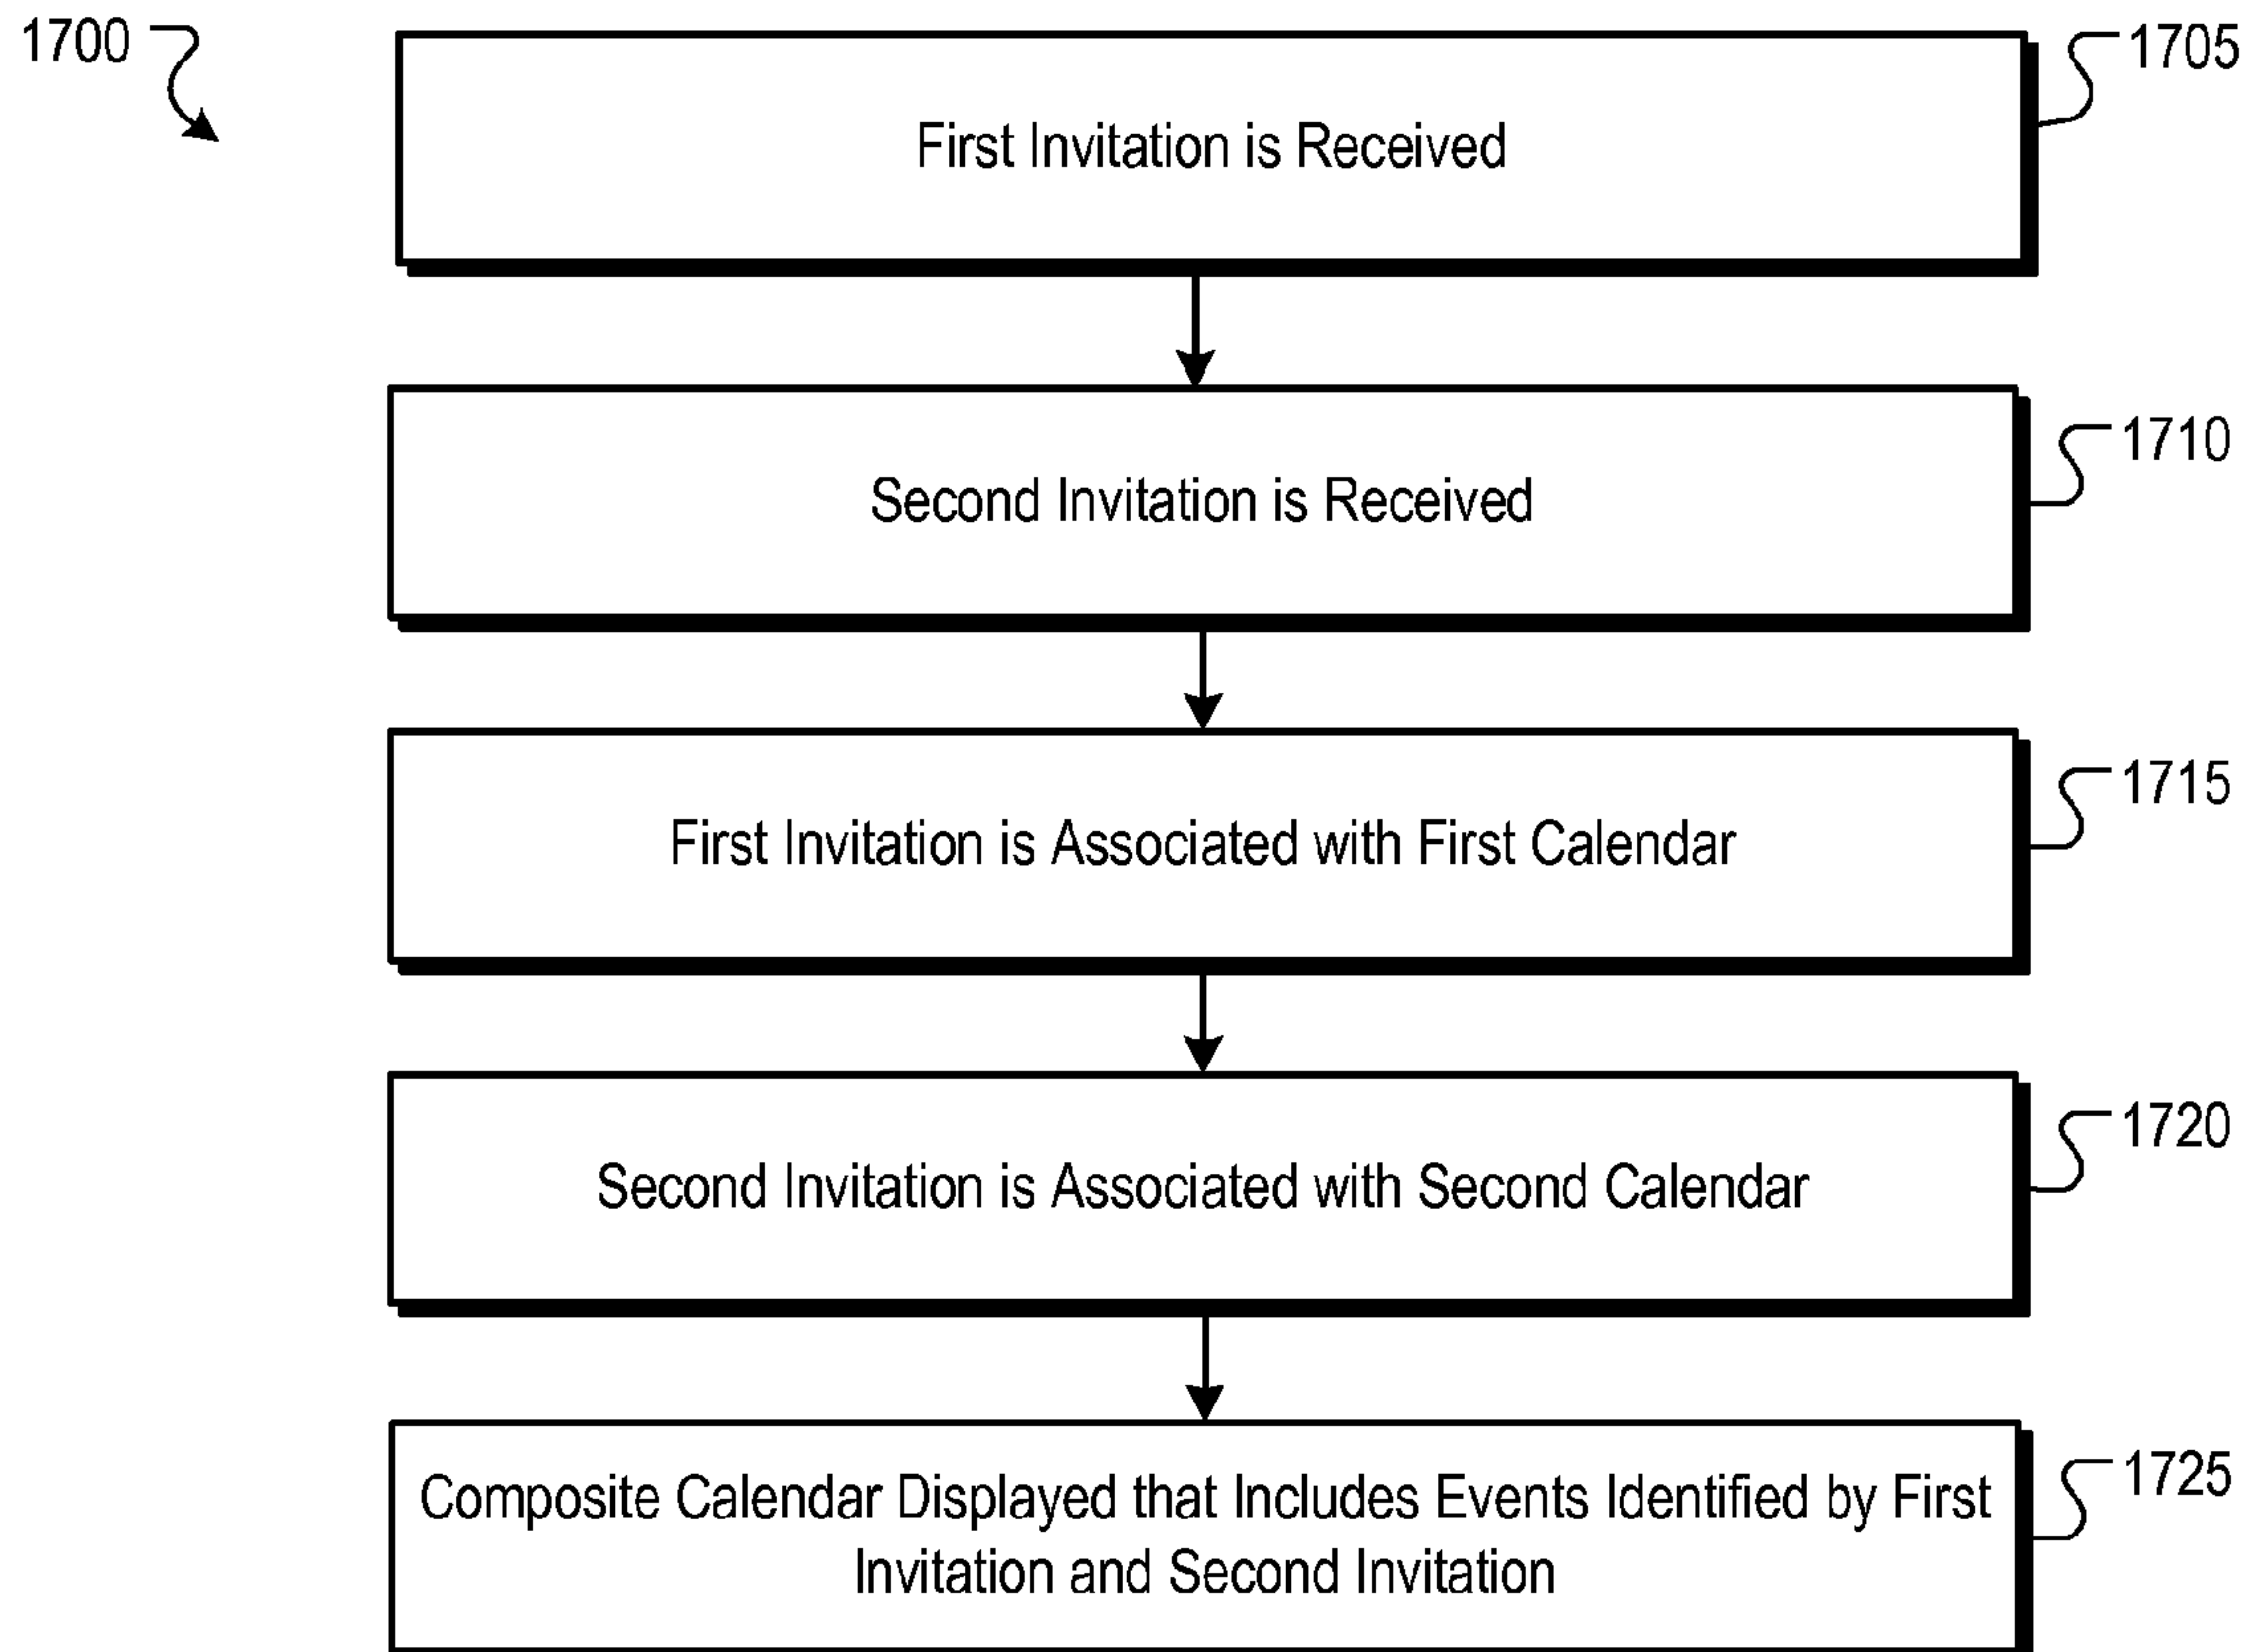 1700
First Invitation is Received
1705
Second Invitation is Received
1710
First Invitation is Associated with First Calendar
1715
Second Invitation is Associated with Second Calendar
1720
Composite Calendar Displayed that Includes Events Identified by First
Invitation and Second Invitation
1725